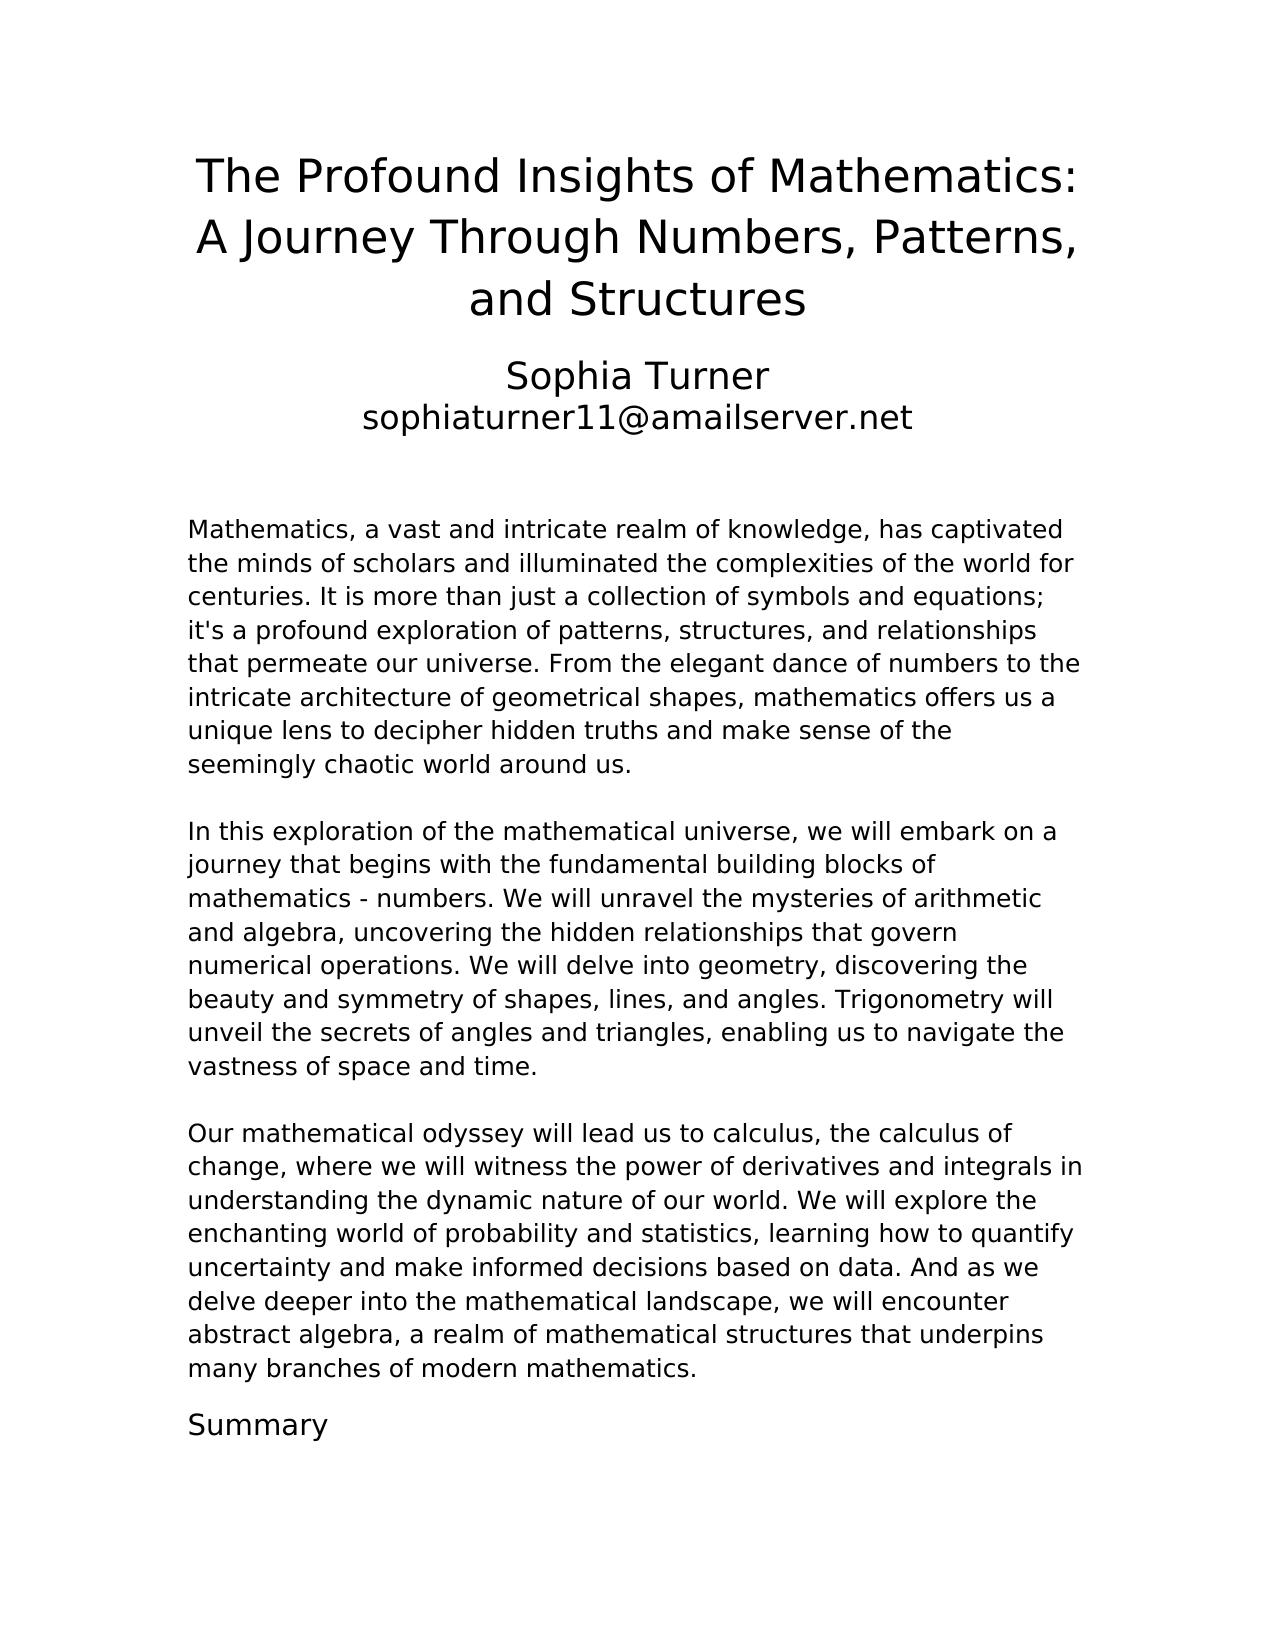 The Profound Insights of Mathematics:
A Journey Through Numbers, Patterns,
and Structures
Sophia Turner
sophiaturner11@amailserver.net
Mathematics, a vast and intricate realm of knowledge, has captivated
the minds of scholars and illuminated the complexities of the world for
centuries. It is more than just a collection of symbols and equations;
it's a profound exploration of patterns, structures, and relationships
that permeate our universe. From the elegant dance of numbers to the
intricate architecture of geometrical shapes, mathematics offers us a
unique lens to decipher hidden truths and make sense of the
seemingly chaotic world around us.
In this exploration of the mathematical universe, we will embark on a
journey that begins with the fundamental building blocks of
mathematics - numbers. We will unravel the mysteries of arithmetic
and algebra, uncovering the hidden relationships that govern
numerical operations. We will delve into geometry, discovering the
beauty and symmetry of shapes, lines, and angles. Trigonometry will
unveil the secrets of angles and triangles, enabling us to navigate the
vastness of space and time.
Our mathematical odyssey will lead us to calculus, the calculus of
change, where we will witness the power of derivatives and integrals in
understanding the dynamic nature of our world. We will explore the
enchanting world of probability and statistics, learning how to quantify
uncertainty and make informed decisions based on data. And as we
delve deeper into the mathematical landscape, we will encounter
abstract algebra, a realm of mathematical structures that underpins
many branches of modern mathematics.
Summary